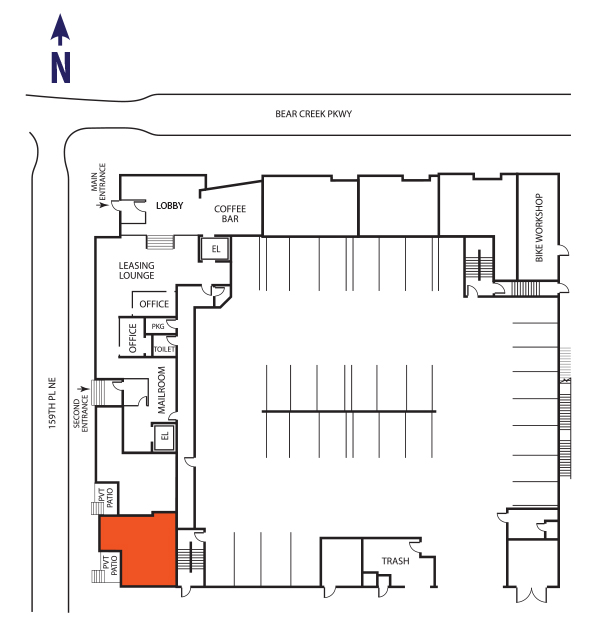 N
BEAR CREEK PKWY
MAIN
ENTRANCE
LOBBY
COFFEE
BAR
BIKE WORKSHOP
EL
LEASING
LOUNGE
OFFICE
OFFICE
PKG
TOILET
159TH PL NE
SECOND
ENTRANCE
MAILROOM
EL
PVT
PATIO
PVT
PATIO
TRASH